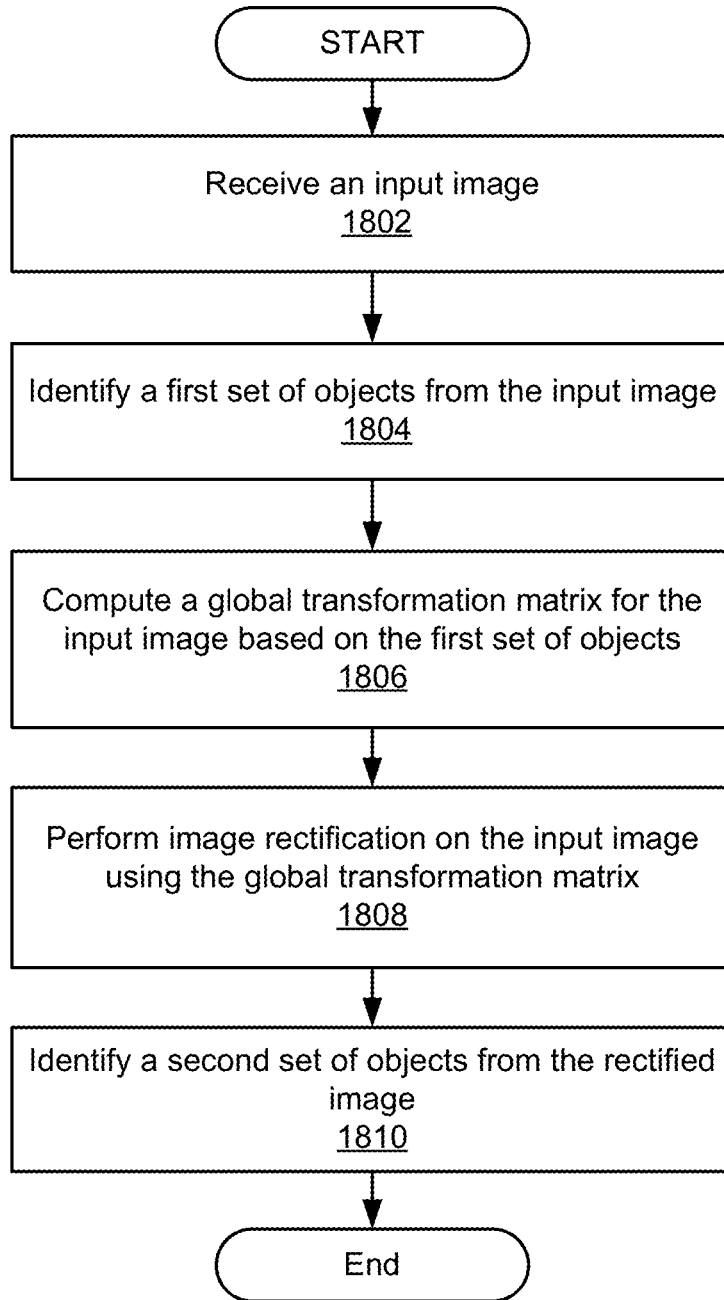 START
Receive an input image
1802
Identify a first set of objects from the input image
1804
Compute a global transformation matrix for the
input image based on the first set of objects
1806
Perform image rectification on the input image
using the global transformation matrix
1808
Identify a second set of objects from the rectified
image
1810
End